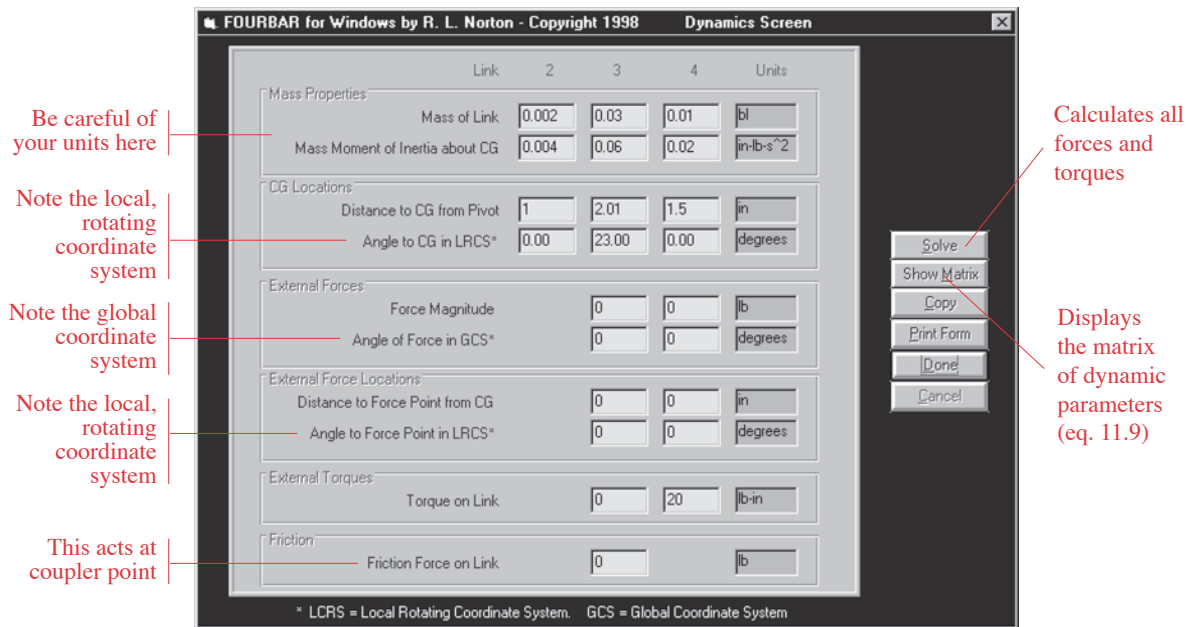 FOURBAR for Windows by R. L. Norton - Copyright 1998 Dynamics Screen
Link 2 3 4 Units
Mass Properties
Mass of Link 0.002 0.03 0.01 bl
Mass Moment of Inertia about CG 0.004 0.06 0.02 in-lb-s^2
CG Locations
Distance to CG from Pivot 1 2.01 1.5 in
Angle to CG in LRCS* 0.00 23.00 0.00 degrees
External Forces
Force Magnitude 0 0 lb
Angle of Force in GCS* 0 0 degrees
External Force Locations
Distance to Force Point from CG 0 0 in
Angle to Force Point in LRCS* 0 0 degrees
External Torques
Torque on Link 0 20 lb-in
Friction
Friction Force on Link 0 lb
* LCRS = Local Rotating Coordinate System. GCS = Global Coordinate System
Solve
Show Matrix
Copy
Print Form
Done
Cancel
Be careful of
your units here
Note the local,
rotating
coordinate
system
Note the global
coordinate
system
Note the local,
rotating
coordinate
system
This acts at
coupler point
Calculates all
forces and
torques
Displays
the matrix
of dynamic
parameters
(eq. 11.9)